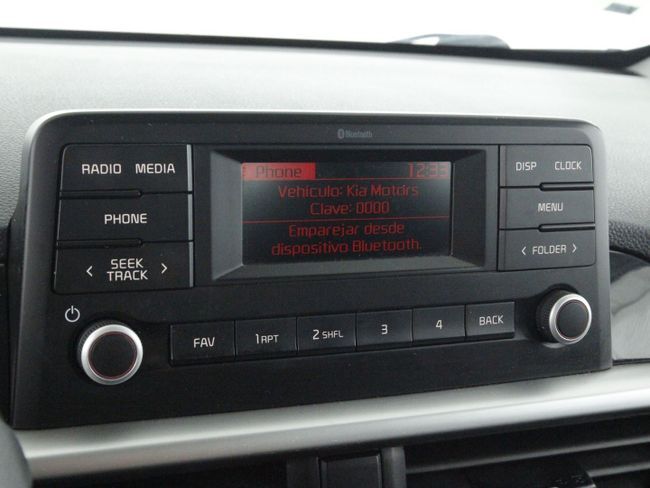 Bluetooth
RADIO MEDIA
PHONE
< SEEK TRACK >
Phone 12:33
Vehículo: Kia Motors
Clave: 0000
Emparejar desde
dispositivo Bluetooth.
DISP CLOCK
MENU
< FOLDER >
FAV 1 RPT 2 SHFL 3 4 BACK